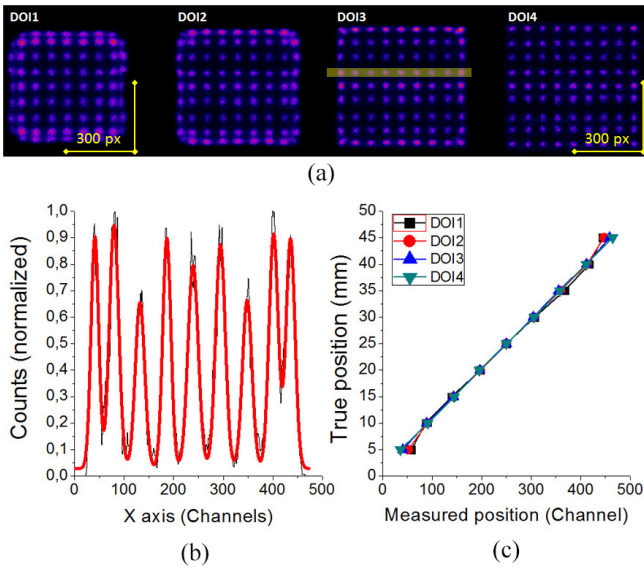 DOI1 DOI2 DOI3 DOI4
300 px 300 px
(a)
Counts (normalized)
1,0
0,9
0,8
0,7
0,6
0,5
0,4
0,3
0,2
0,1
0,0
0 100 200 300 400 500
X axis (Channels)
(b)
True position (mm)
DOI1
DOI2
DOI3
DOI4
50
45
40
35
30
25
20
15
10
5
0
0 100 200 300 400 500
Measured position (Channel)
(c)